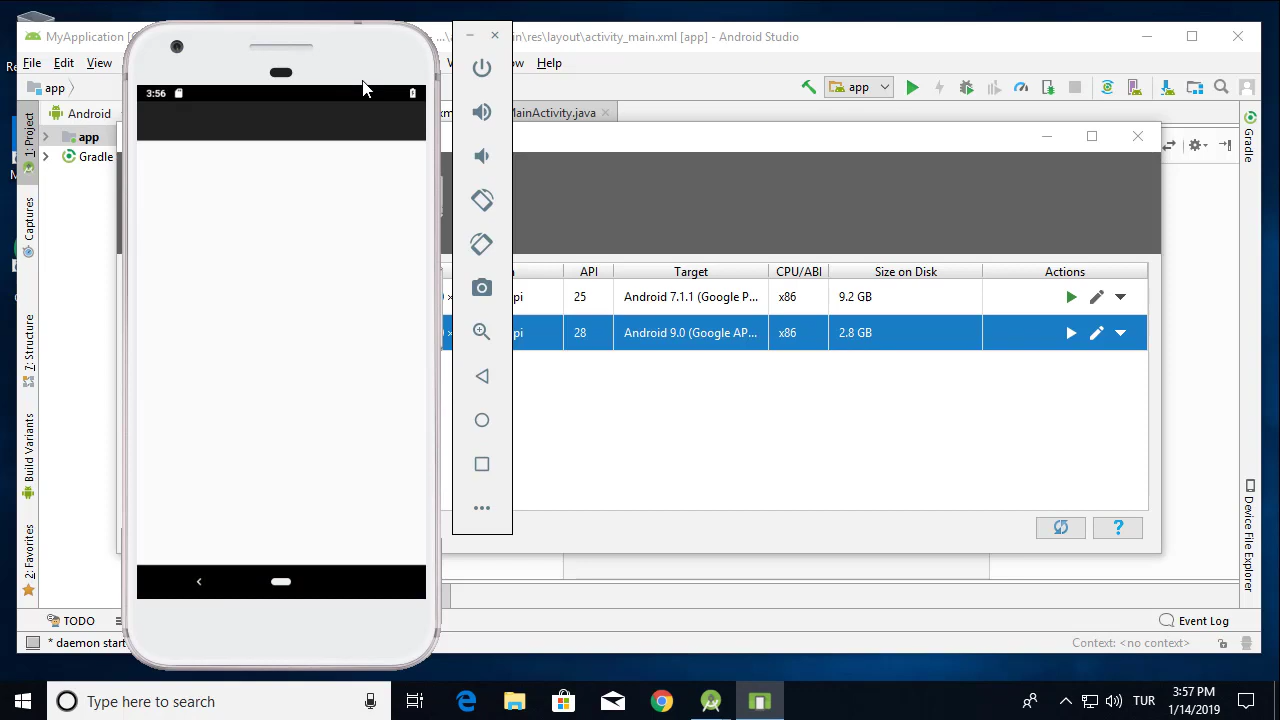 MyApplication [
...\a
in\res\layout\activity_main.xml [app] - Android Studio
File Edit View
ow Help
app
app
Android
xm
MainActivity.java
1: Project
app
Gradle
Captures
7: Structure
Build Variants
2: Favorites
3:56
API Target CPU/ABI Size on Disk Actions
pi 25 Android 7.1.1 (Google P... x86 9.2 GB
pi 28 Android 9.0 (Google AP... x86 2.8 GB
?
Gradle
Device File Explorer
TODO
Event Log
* daemon start
Context: <no context>
Type here to search
TUR
3:57 PM
1/14/2019